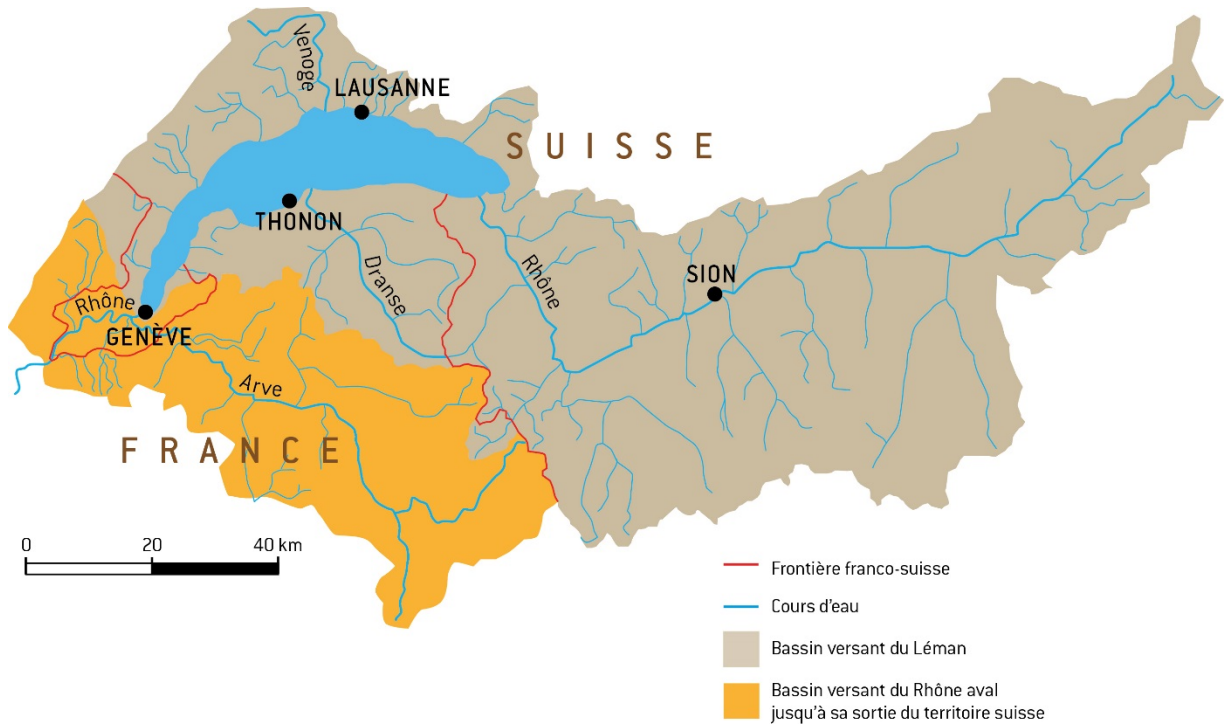 Venoge
LAUSANNE
SUISSE
THONON
Dranse
Rhône
SION
Rhône
GENÈVE
Arve
FRANCE
0 20 40 km
Frontière franco-suisse
Cours d'eau
Bassin versant du Léman
Bassin versant du Rhône aval
jusqu'à sa sortie du territoire suisse